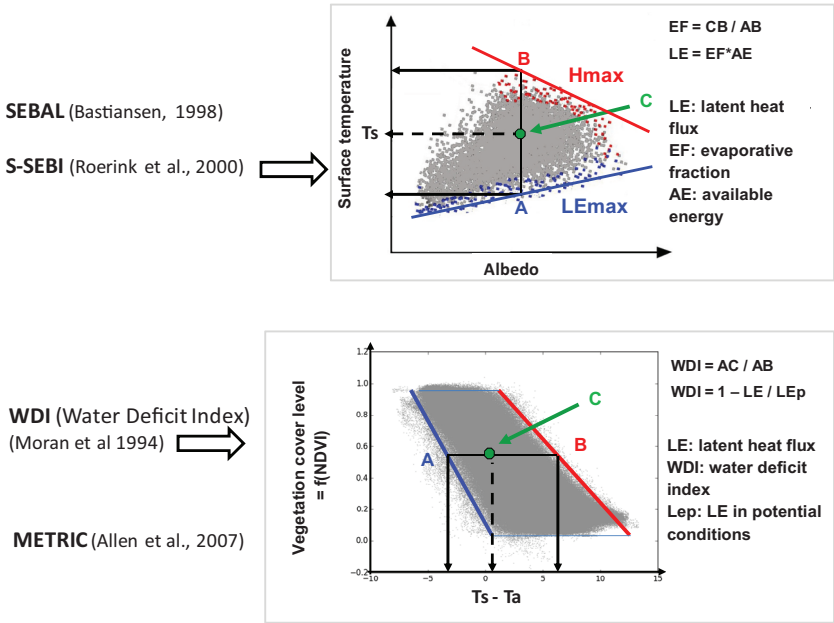 SEBAL (Bastiansen, 1998)
S-SEBI (Roerink et al., 2000)
Surface temperature
Ts
B
Hmax
C
A
LEmax
Albedo
EF = CB / AB
LE = EF*AE
LE: latent heat
flux
EF: evaporative
fraction
AE: available
energy
WDI (Water Deficit Index)
(Moran et al 1994)
METRIC (Allen et al., 2007)
Vegetation cover level
= f(NDVI)
1.2
1.0
0.8
0.6
0.4
0.2
0.0
−0.2
−10
−5
0
5
10
15
A
C
B
Ts - Ta
WDI = AC / AB
WDI = 1 – LE / LEp
LE: latent heat flux
WDI: water deficit
index
Lep: LE in potential
conditions